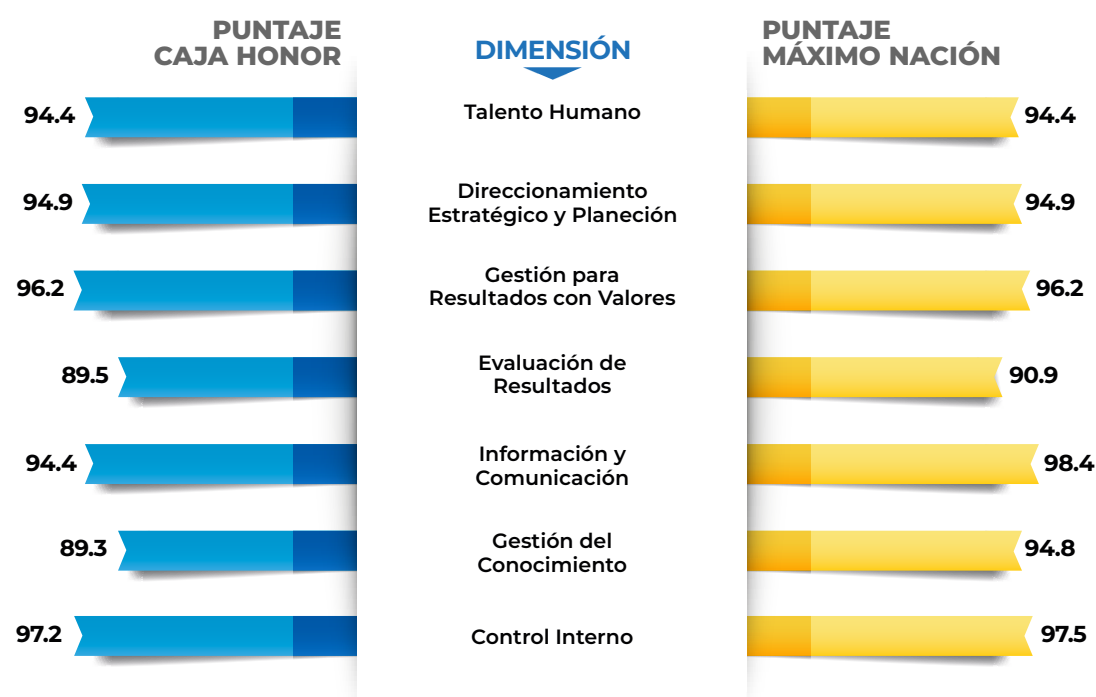 PUNTAJE
CAJA HONOR
DIMENSIÓN
PUNTAJE
MÁXIMO NACIÓN
94.4
Talento Humano
94.4
94.9
Direccionamiento
Estratégico y Planeción
94.9
96.2
Gestión para
Resultados con Valores
96.2
89.5
Evaluación de
Resultados
90.9
94.4
Información y
Comunicación
98.4
89.3
Gestión del
Conocimiento
94.8
97.2
Control Interno
97.5